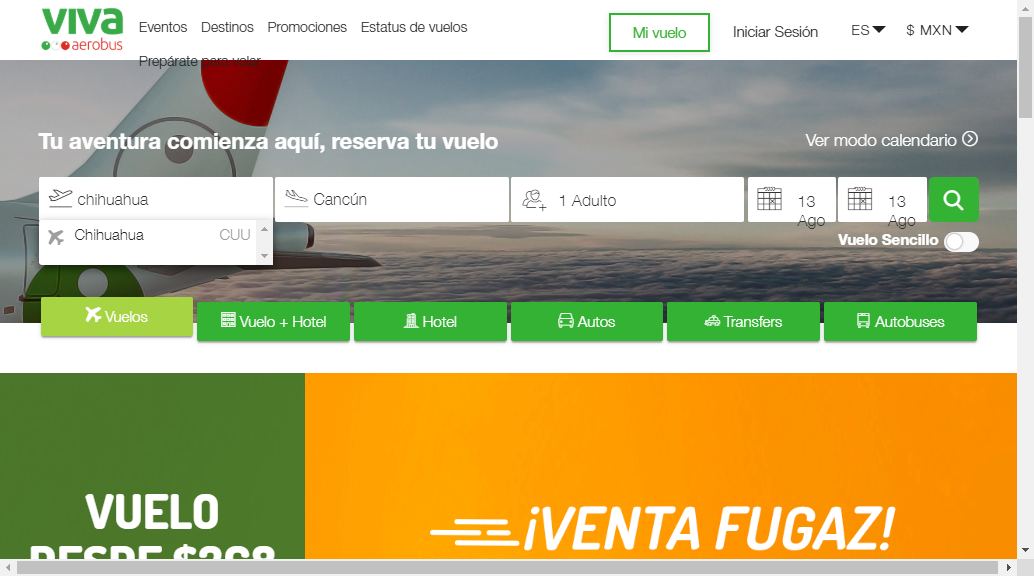 viva
aerobus
Eventos
Destinos
Promociones
Estatus de vuelos
Prepárate para volar
Mi vuelo
Iniciar Sesión
ES
$ MXN
Tu aventura comienza aquí, reserva tu vuelo
Ver modo calendario
chihuahua
Cancún
1 Adulto
13
Ago
13
Ago
Chihuahua CUU
Vuelo Sencillo
Vuelos
Vuelo + Hotel
Hotel
Autos
Transfers
Autobuses
VUELO
DESDE $268
¡VENTA FUGAZ!